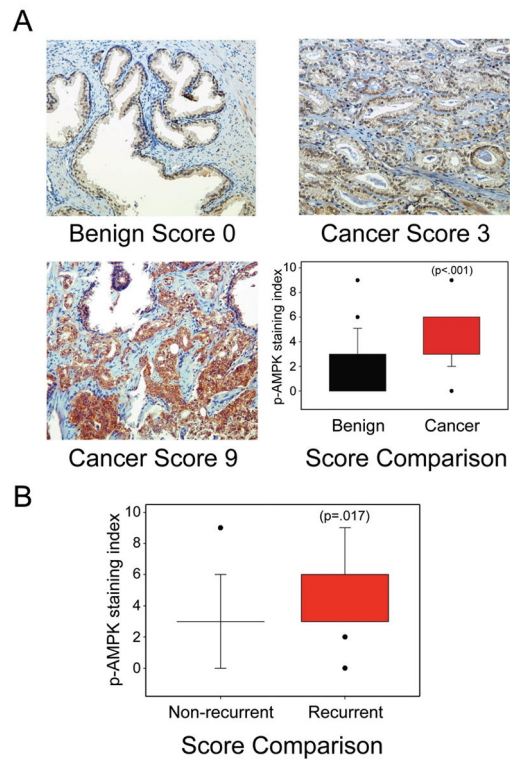 A
Benign Score 0
Cancer Score 3
Cancer Score 9
p-AMPK staining index
10
8
6
4
2
0
(p<.001)
Benign
Cancer
Score Comparison
B
p-AMPK staining index
10
8
6
4
2
0
(p=.017)
Non-recurrent
Recurrent
Score Comparison